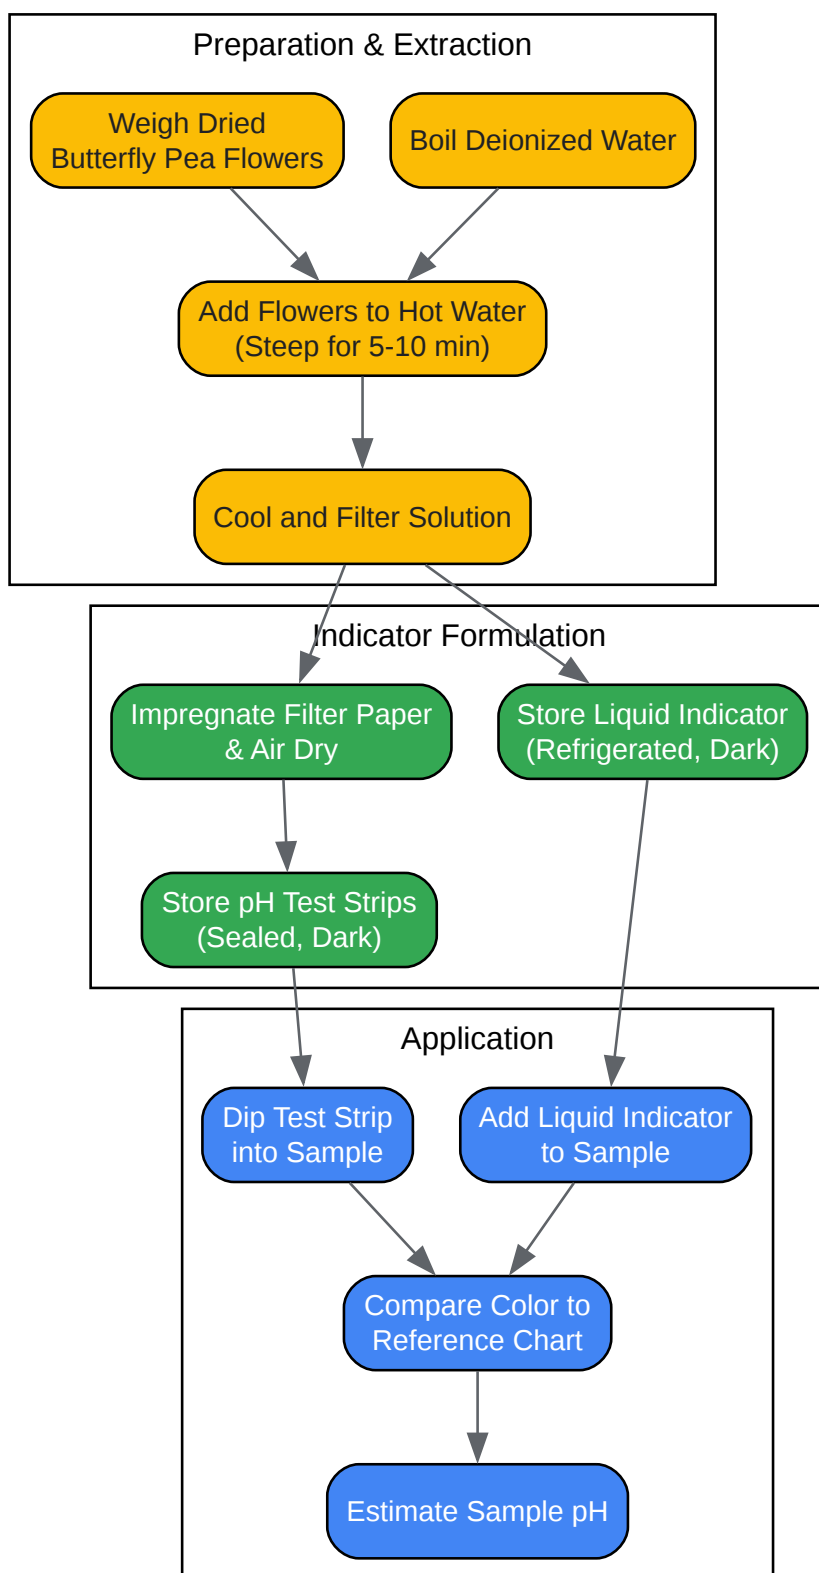 Preparation & Extraction
Weigh Dried
Butterfly Pea Flowers
Boil Deionized Water
Add Flowers to Hot Water
(Steep for 5-10 min)
Cool and Filter Solution
Indicator Formulation
Impregnate Filter Paper
& Air Dry
Store Liquid Indicator
(Refrigerated, Dark)
Store pH Test Strips
(Sealed, Dark)
Application
Dip Test Strip
into Sample
Add Liquid Indicator
to Sample
Compare Color to
Reference Chart
Estimate Sample pH